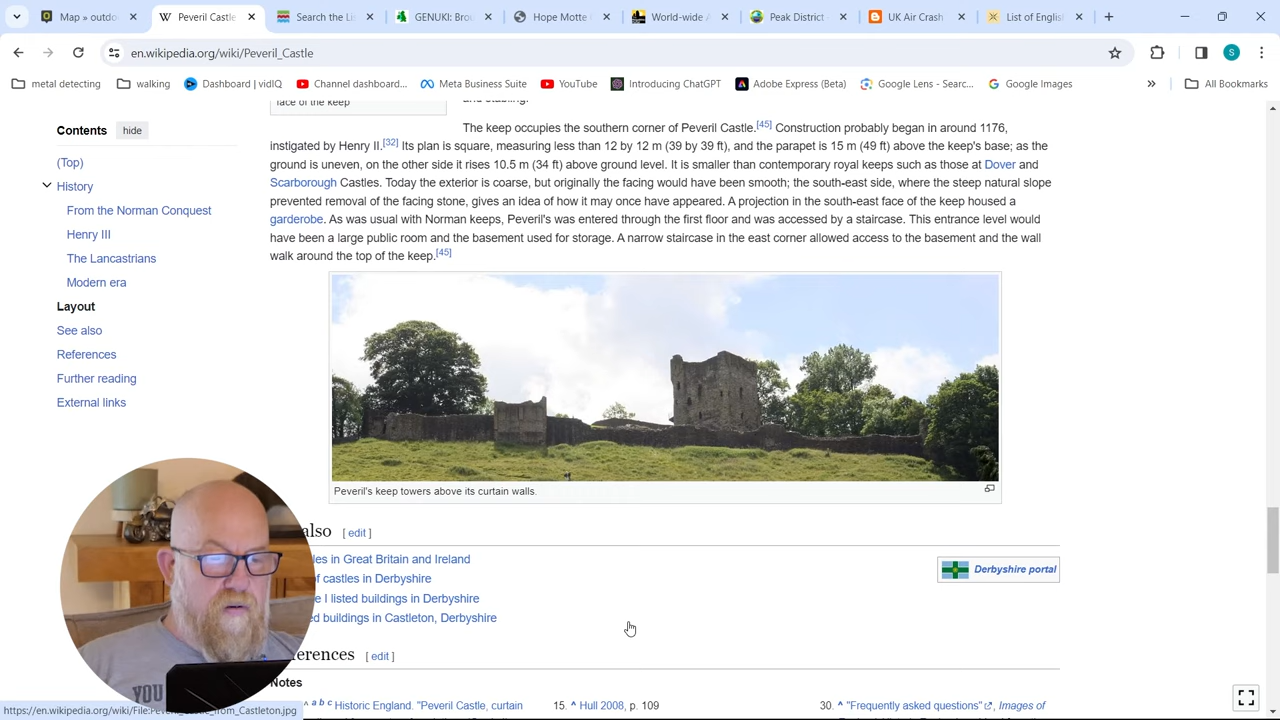 Map » outdo
Peveril Castle
Search the Li
GENUKI: Bro
Hope Motte
World-wide
Peak District
UK Air Crash
List of English
en.wikipedia.org/wiki/Peveril_Castle
S
metal detecting
walking
Dashboard | vidIQ
Channel dashboard...
Meta Business Suite
YouTube
Introducing ChatGPT
Adobe Express (Beta)
Google Lens - Searc...
Google Images
»
All Bookmarks
Contents
hide
(Top)
History
From the Norman Conquest
Henry III
The Lancastrians
Modern era
Layout
See also
References
Further reading
External links
face of the keep
and stabling.
The keep occupies the southern corner of Peveril Castle.[45] Construction probably began in around 1176,
instigated by Henry II.[32] Its plan is square, measuring less than 12 by 12 m (39 by 39 ft), and the parapet is 15 m (49 ft) above the keep's base; as the
ground is uneven, on the other side it rises 10.5 m (34 ft) above ground level. It is smaller than contemporary royal keeps such as those at Dover and
Scarborough Castles. Today the exterior is coarse, but originally the facing would have been smooth; the south-east side, where the steep natural slope
prevented removal of the facing stone, gives an idea of how it may once have appeared. A projection in the south-east face of the keep housed a
garderobe. As was usual with Norman keeps, Peveril's was entered through the first floor and was accessed by a staircase. This entrance level would
have been a large public room and the basement used for storage. A narrow staircase in the east corner allowed access to the basement and the wall
walk around the top of the keep.[45]
Peveril's keep towers above its curtain walls.
also [ edit ]
les in Great Britain and Ireland
of castles in Derbyshire
e I listed buildings in Derbyshire
ed buildings in Castleton, Derbyshire
Derbyshire portal
erences [ edit ]
Notes
^ a b c Historic England. "Peveril Castle, curtain
15. ^ Hull 2008, p. 109
30. ^ "Frequently asked questions", Images of
YOU
https://en.wikipedia.org/wiki/File:Peveril_Castle_from_Castleton.jpg